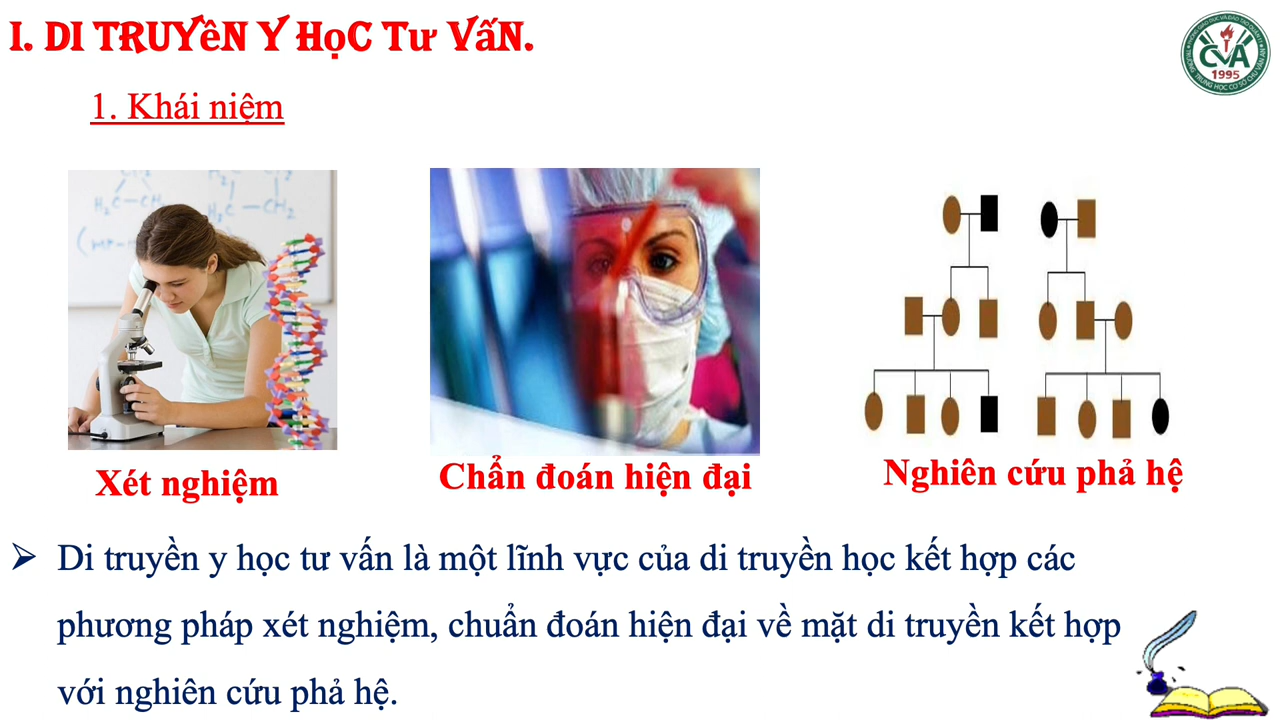 I. DI TRUYềN Y HọC Tư VấN.
1. Khái niệm
CVA
1995
Xét nghiệm
Chẩn đoán hiện đại
Nghiên cứu phả hệ
Di truyền y học tư vấn là một lĩnh vực của di truyền học kết hợp các
phương pháp xét nghiệm, chuẩn đoán hiện đại về mặt di truyền kết hợp
với nghiên cứu phả hệ.